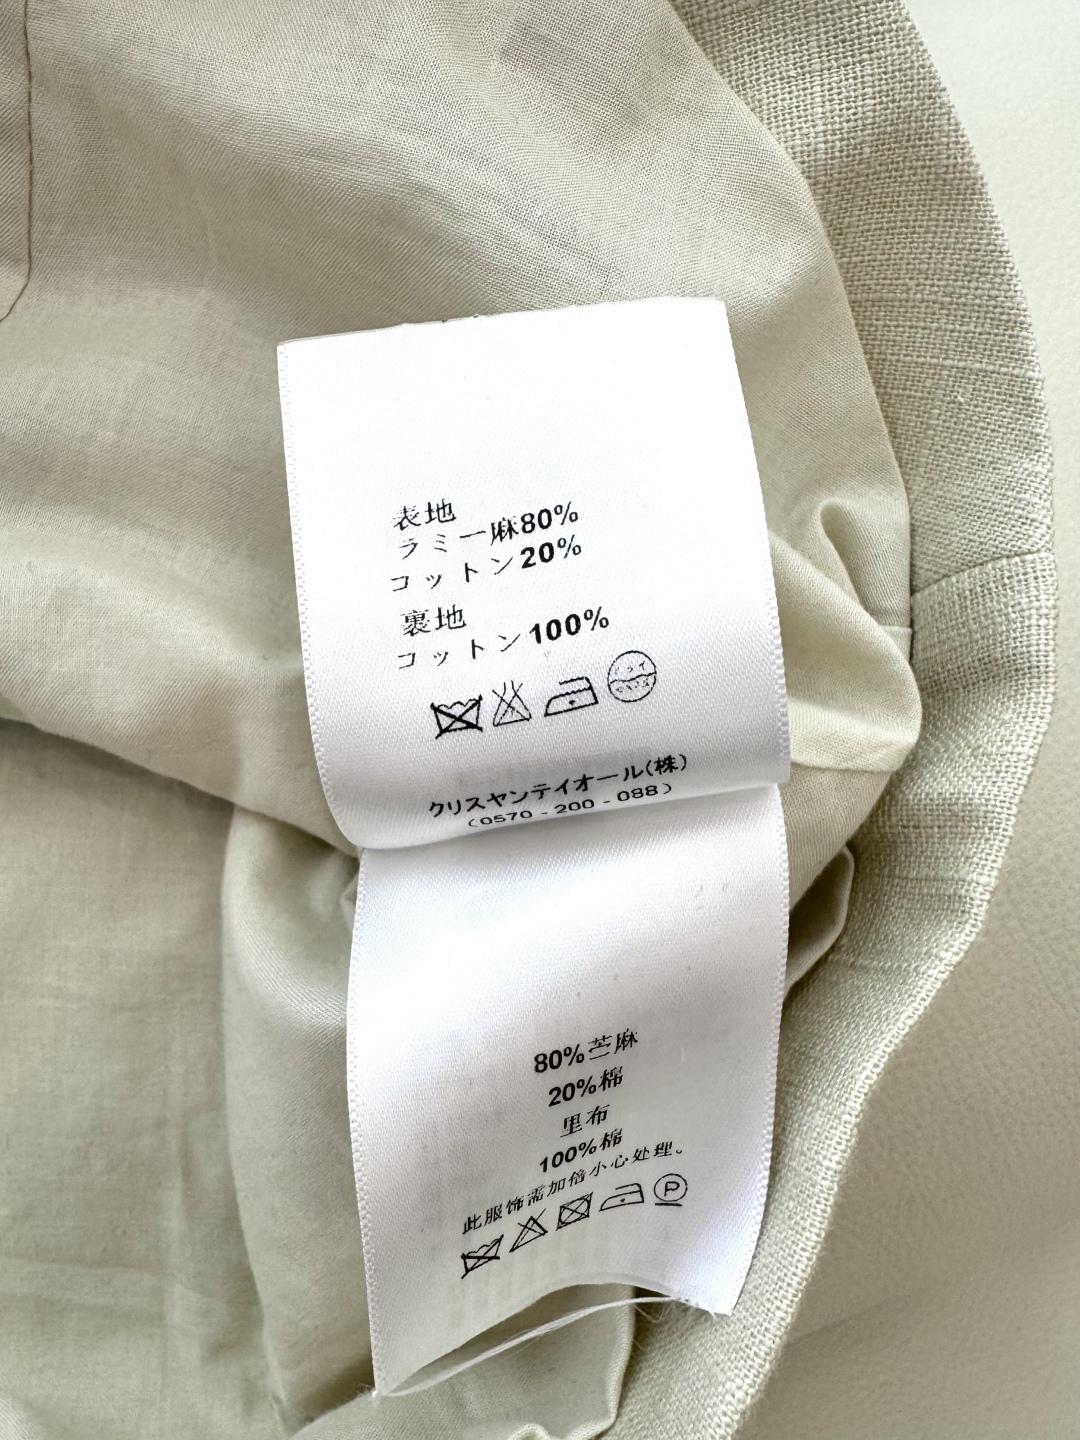 表地
ラミー麻80%
コットン20%
裏地
コットン100%
クリスヤンテイオール(株)
(0570-200-088)
80%苎麻
20%棉
里布
100%棉
此服饰需加倍小心处理。
P